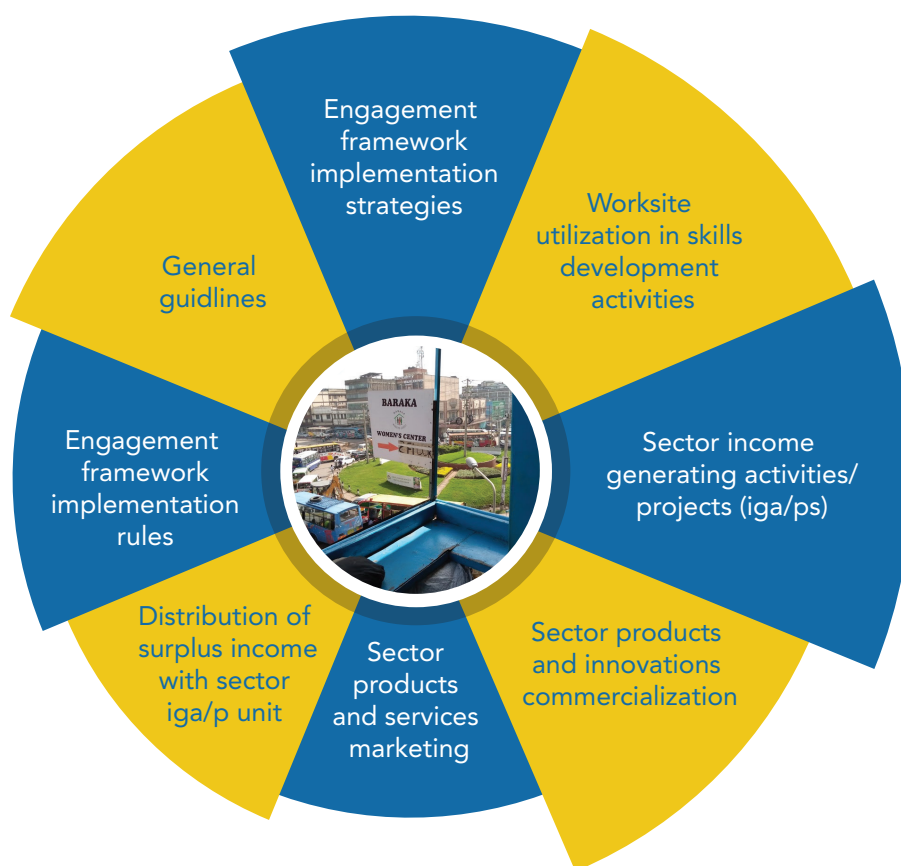 Engagement
framework
implementation
strategies
Worksite
utilization in skills
development
activities
Sector income
generating activities/
projects (iga/ps)
Sector products
and innovations
commercialization
Sector
products
and services
marketing
Distribution of
surplus income
with sector
iga/p unit
Engagement
framework
implementation
rules
General
guidlines
BARAKA
WOMEN'S CENTER